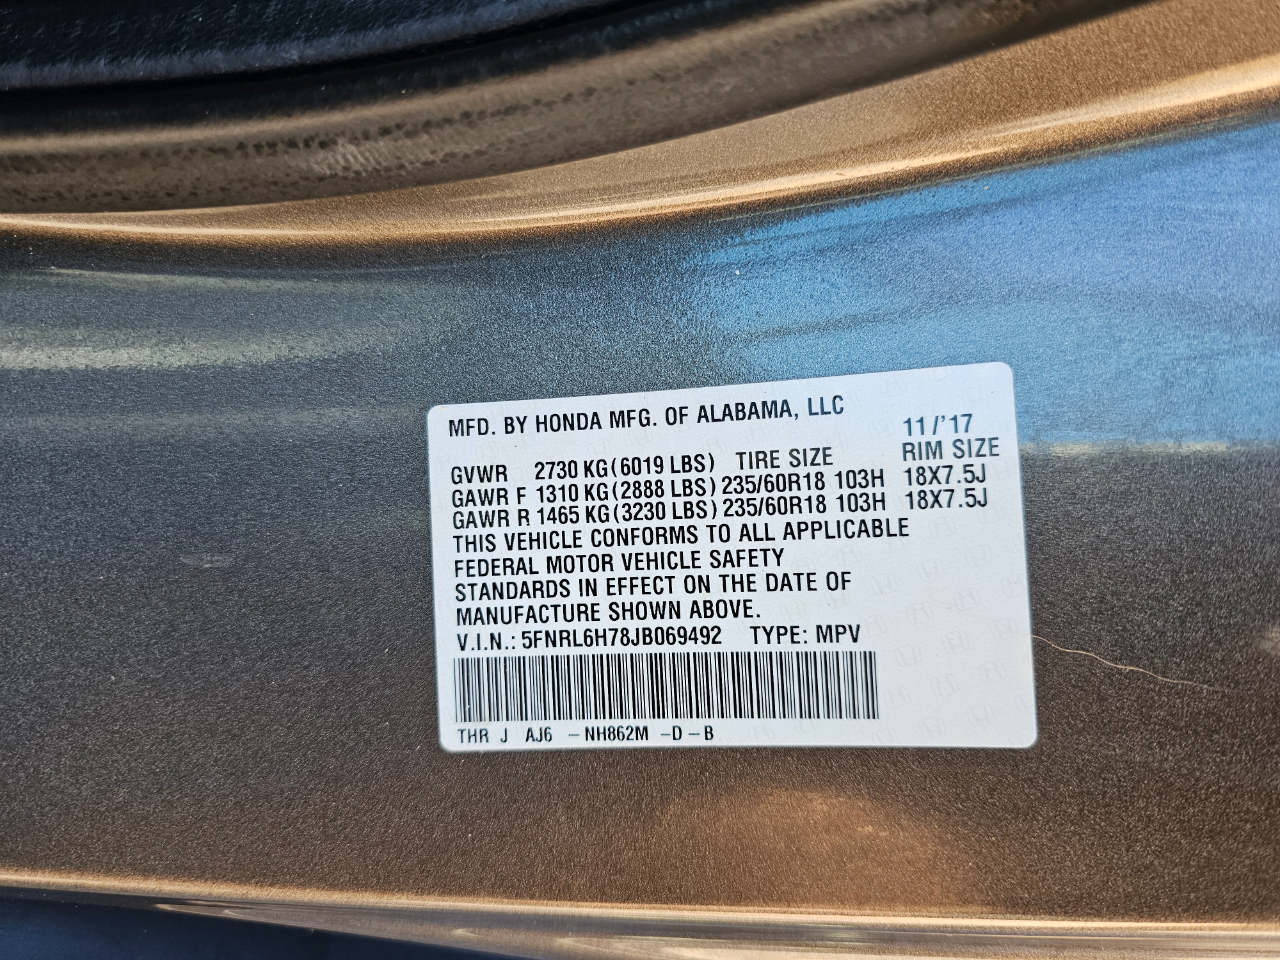 MFD. BY HONDA MFG. OF ALABAMA, LLC 11/'17
GVWR 2730 KG(6019 LBS) TIRE SIZE RIM SIZE
GAWR F 1310 KG(2888 LBS) 235/60R18 103H 18X7.5J
GAWR R 1465 KG(3230 LBS) 235/60R18 103H 18X7.5J
THIS VEHICLE CONFORMS TO ALL APPLICABLE
FEDERAL MOTOR VEHICLE SAFETY
STANDARDS IN EFFECT ON THE DATE OF
MANUFACTURE SHOWN ABOVE.
V.I.N.: 5FNRL6H78JB069492 TYPE: MPV
THR J AJ6 -NH862M -D-B